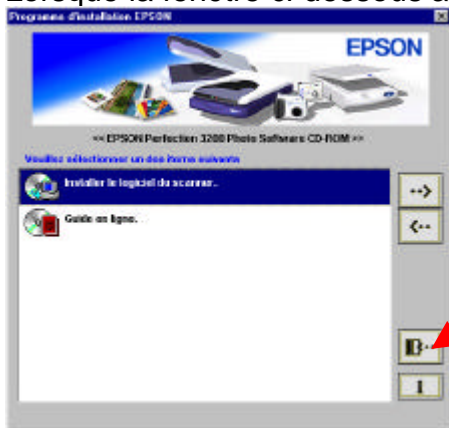 Lorsque la fenêtre ci-dessous a
Programme d'installation EPSON
EPSON
<< EPSON Perfection 3200 Photo Software CD-ROM >>
Veuillez sélectionner un des items suivants
Installer le logiciel du scanner.
Guide en ligne.
-->
<--
i